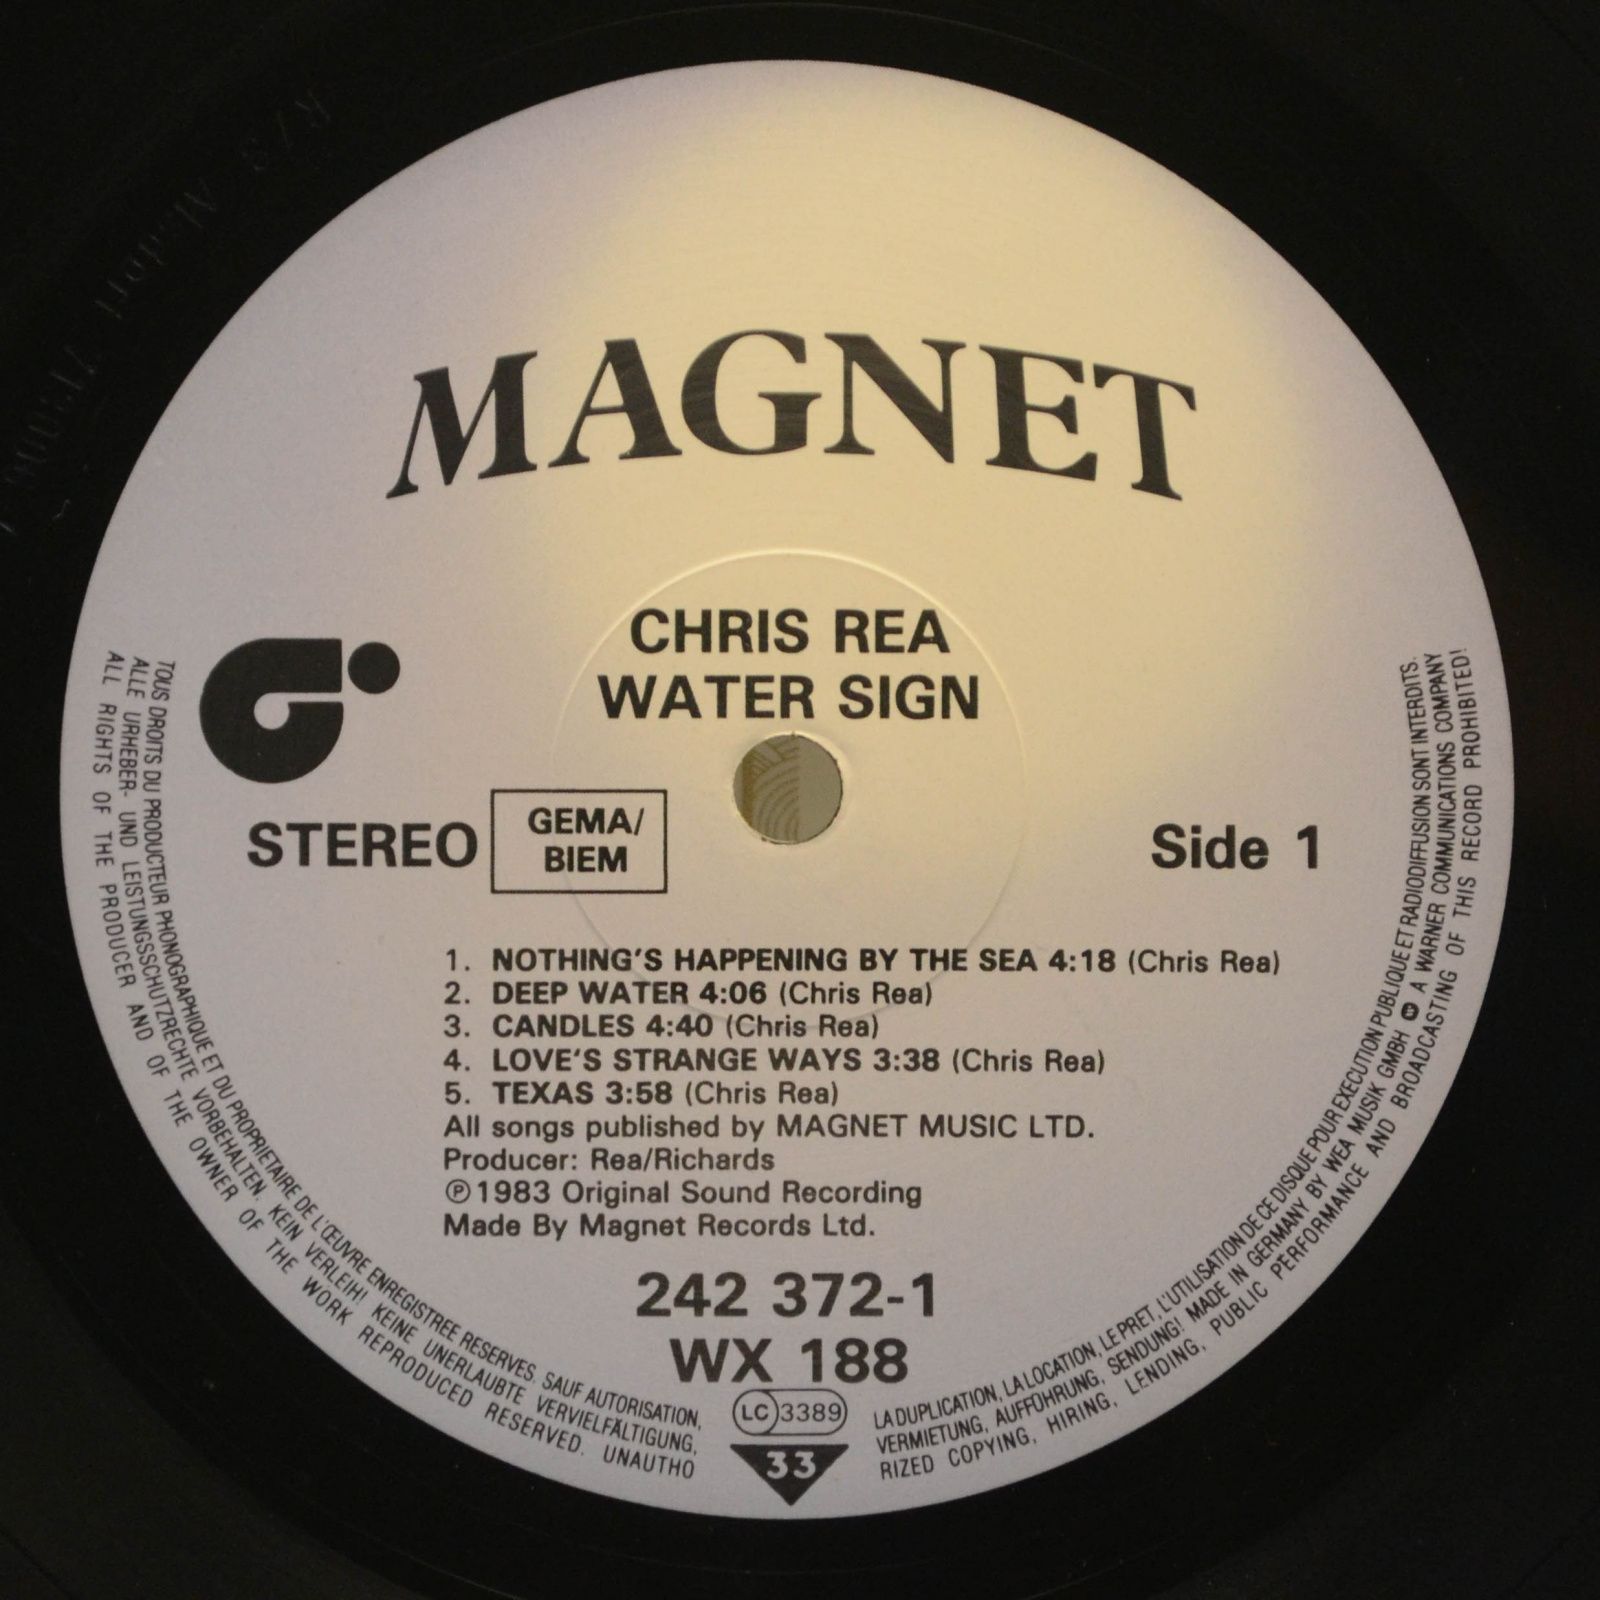 MAGNET
CHRIS REA
WATER SIGN
STEREO
GEMA/
BIEM
Side 1
1. NOTHING'S HAPPENING BY THE SEA 4:18 (Chris Rea)
2. DEEP WATER 4:06 (Chris Rea)
3. CANDLES 4:40 (Chris Rea)
4. LOVE'S STRANGE WAYS 3:38 (Chris Rea)
5. TEXAS 3:58 (Chris Rea)
All songs published by MAGNET MUSIC LTD.
Producer: Rea/Richards
℗1983 Original Sound Recording
Made By Magnet Records Ltd.
242 372-1
WX 188
LC 3389
33
TOUS DROITS DU PRODUCTEUR PHONOGRAPHIQUE ET DU PROPRIETAIRE DE L'ŒUVRE ENREGISTREE RESERVES. SAUF AUTORISATION, LA DUPLICATION, LA LOCATION, LE PRET, L'UTILISATION DE CE DISQUE POUR EXECUTION PUBLIQUE ET RADIODIFFUSION SONT INTERDITS.
ALLE URHEBER- UND LEISTUNGSSCHUTZRECHTE VORBEHALTEN. KEIN VERLEIH! KEINE UNERLAUBTE VERVIELFÄLTIGUNG, VERMIETUNG, AUFFÜHRUNG, SENDUNG! MADE IN GERMANY BY WEA MUSIK GMBH A WARNER COMMUNICATIONS COMPANY
ALL RIGHTS OF THE PRODUCER AND OF THE OWNER OF THE WORK REPRODUCED RESERVED. UNAUTHORIZED COPYING, HIRING, LENDING, PUBLIC PERFORMANCE AND BROADCASTING OF THIS RECORD PROHIBITED!
R/S Alsdorf